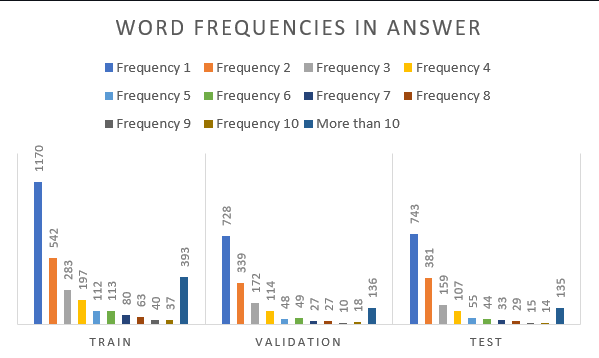 WORD FREQUENCIES IN ANSWER
Frequency 1 Frequency 2 Frequency 3 Frequency 4
Frequency 5 Frequency 6 Frequency 7 Frequency 8
Frequency 9 Frequency 10 More than 10
1170 542 283 197 112 113 80 63 40 37 393
728 339 172 114 48 49 27 27 10 18 136
743 381 159 107 55 44 33 29 15 14 135
TRAIN VALIDATION TEST